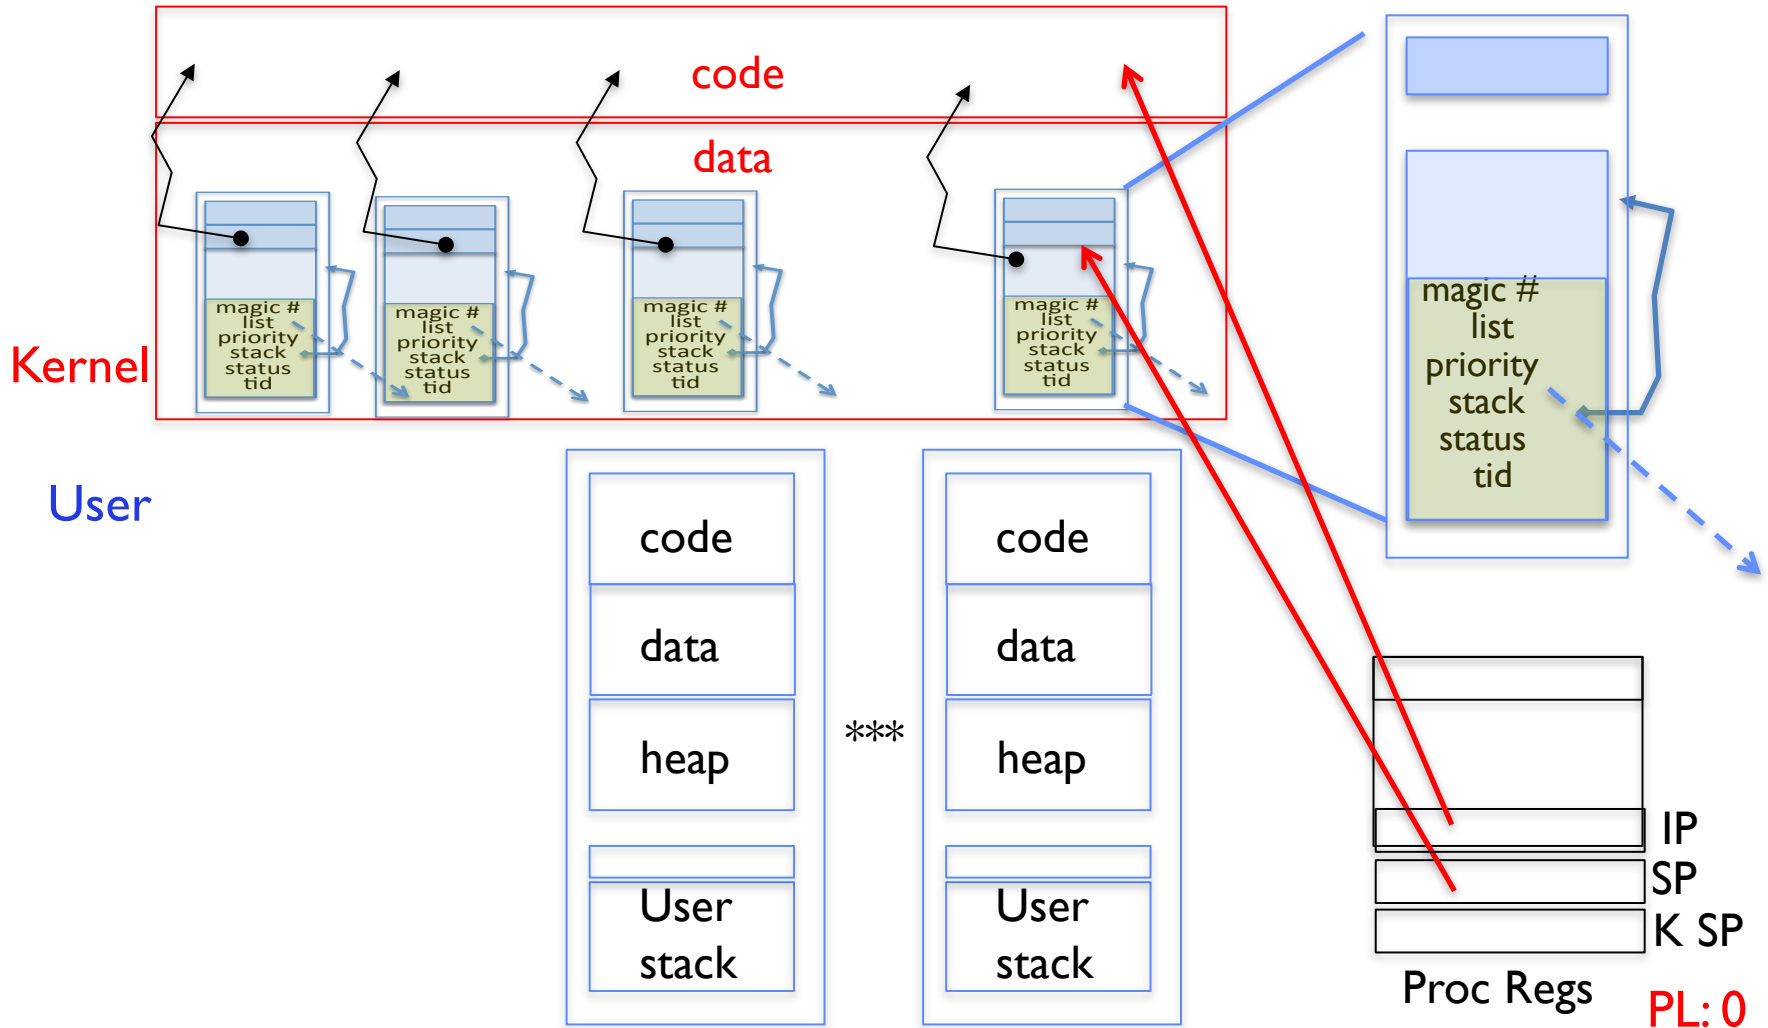 code
data
Kernel
magic #
list
priority
stack
status
tid
magic #
list
priority
stack
status
tid
magic #
list
priority
stack
status
tid
magic #
list
priority
stack
status
tid
magic #
list
priority
stack
status
tid
User
code
data
heap
User
stack
***
code
data
heap
User
stack
IP
SP
K SP
Proc Regs
PL: 0